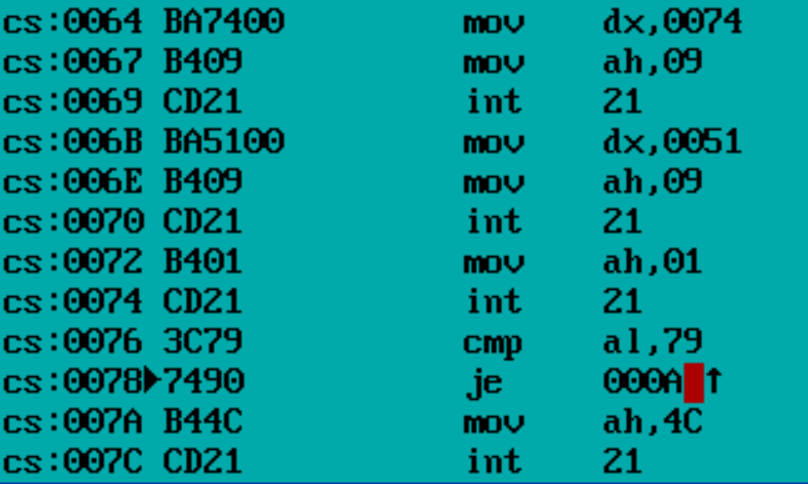 cs:0064 BA7400 mov dx,0074
cs:0067 B409 mov ah,09
cs:0069 CD21 int 21
cs:006B BA5100 mov dx,0051
cs:006E B409 mov ah,09
cs:0070 CD21 int 21
cs:0072 B401 mov ah,01
cs:0074 CD21 int 21
cs:0076 3C79 cmp al,79
cs:0078►7490 je 000A ↑
cs:007A B44C mov ah,4C
cs:007C CD21 int 21